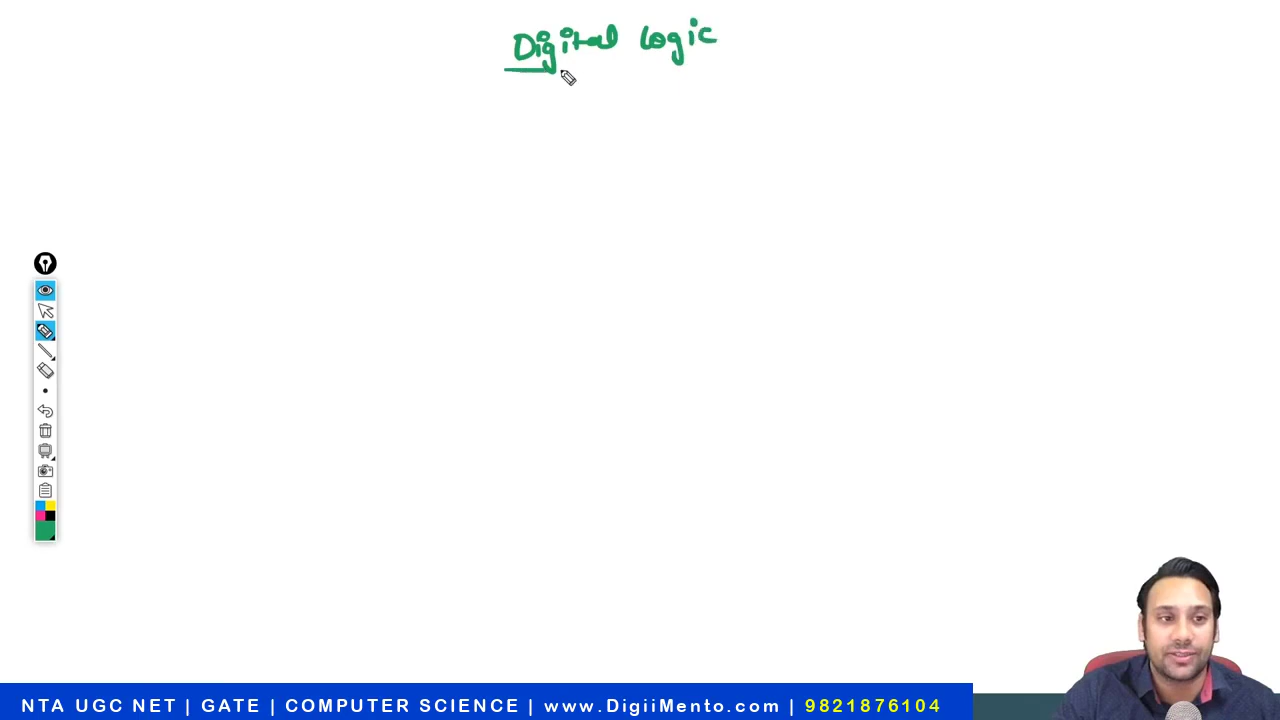 Digital Logic
NTA UGC NET | GATE | COMPUTER SCIENCE | www.DigiiMento.com | 9821876104